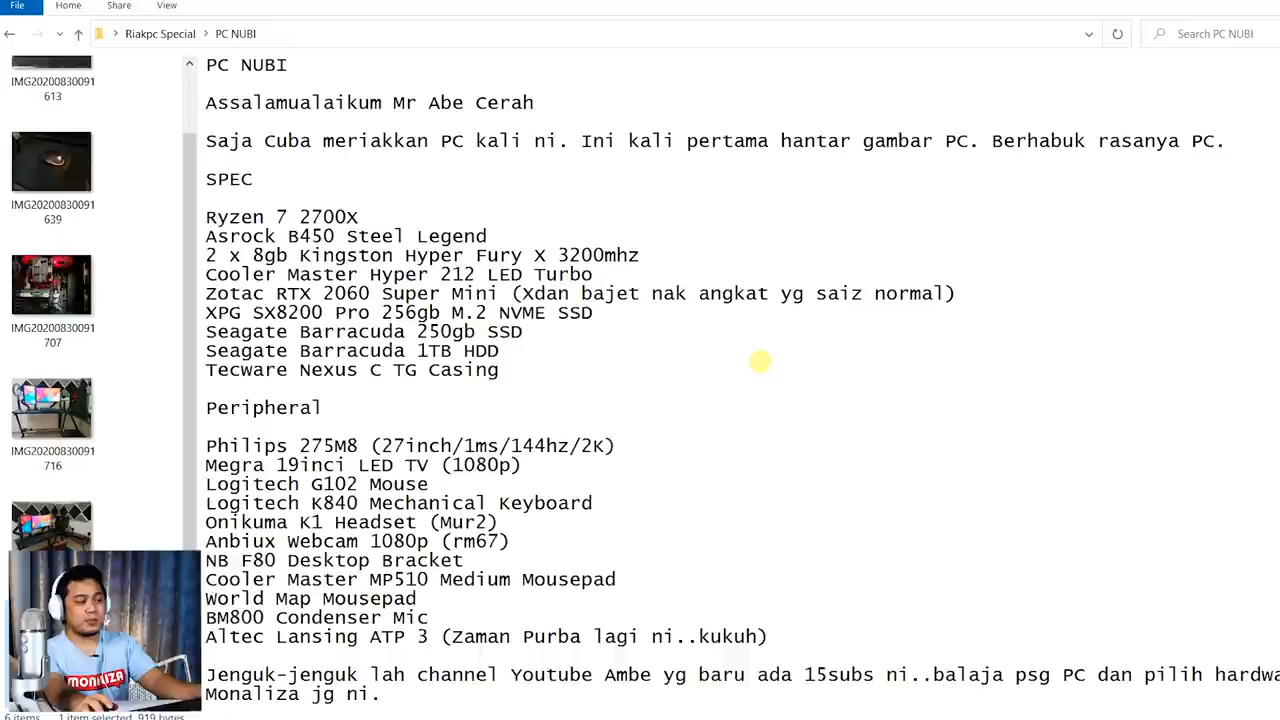 File Home Share View
Riakpc Special > PC NUBI
Search PC NUBI
IMG20200830091
613
IMG20200830091
639
IMG20200830091
707
IMG20200830091
716
PC NUBI
Assalamualaikum Mr Abe Cerah
Saja Cuba meriakkan PC kali ni. Ini kali pertama hantar gambar PC. Berhabuk rasanya PC.
SPEC
Ryzen 7 2700X
Asrock B450 Steel Legend
2 x 8gb Kingston Hyper Fury X 3200mhz
Cooler Master Hyper 212 LED Turbo
Zotac RTX 2060 Super Mini (Xdan bajet nak angkat yg saiz normal)
XPG SX8200 Pro 256gb M.2 NVME SSD
Seagate Barracuda 250gb SSD
Seagate Barracuda 1TB HDD
Tecware Nexus C TG Casing
Peripheral
Philips 275M8 (27inch/1ms/144hz/2K)
Megra 19inci LED TV (1080p)
Logitech G102 Mouse
Logitech K840 Mechanical Keyboard
Onikuma K1 Headset (Mur2)
Anbiux Webcam 1080p (rm67)
NB F80 Desktop Bracket
Cooler Master MP510 Medium Mousepad
World Map Mousepad
BM800 Condenser Mic
Altec Lansing ATP 3 (Zaman Purba lagi ni..kukuh)
Jenguk-jenguk lah channel Youtube Ambe yg baru ada 15subs ni..balaja psg PC dan pilih hardwa
Monaliza jg ni.
MONALIZA
6 items 1 item selected 919 bytes